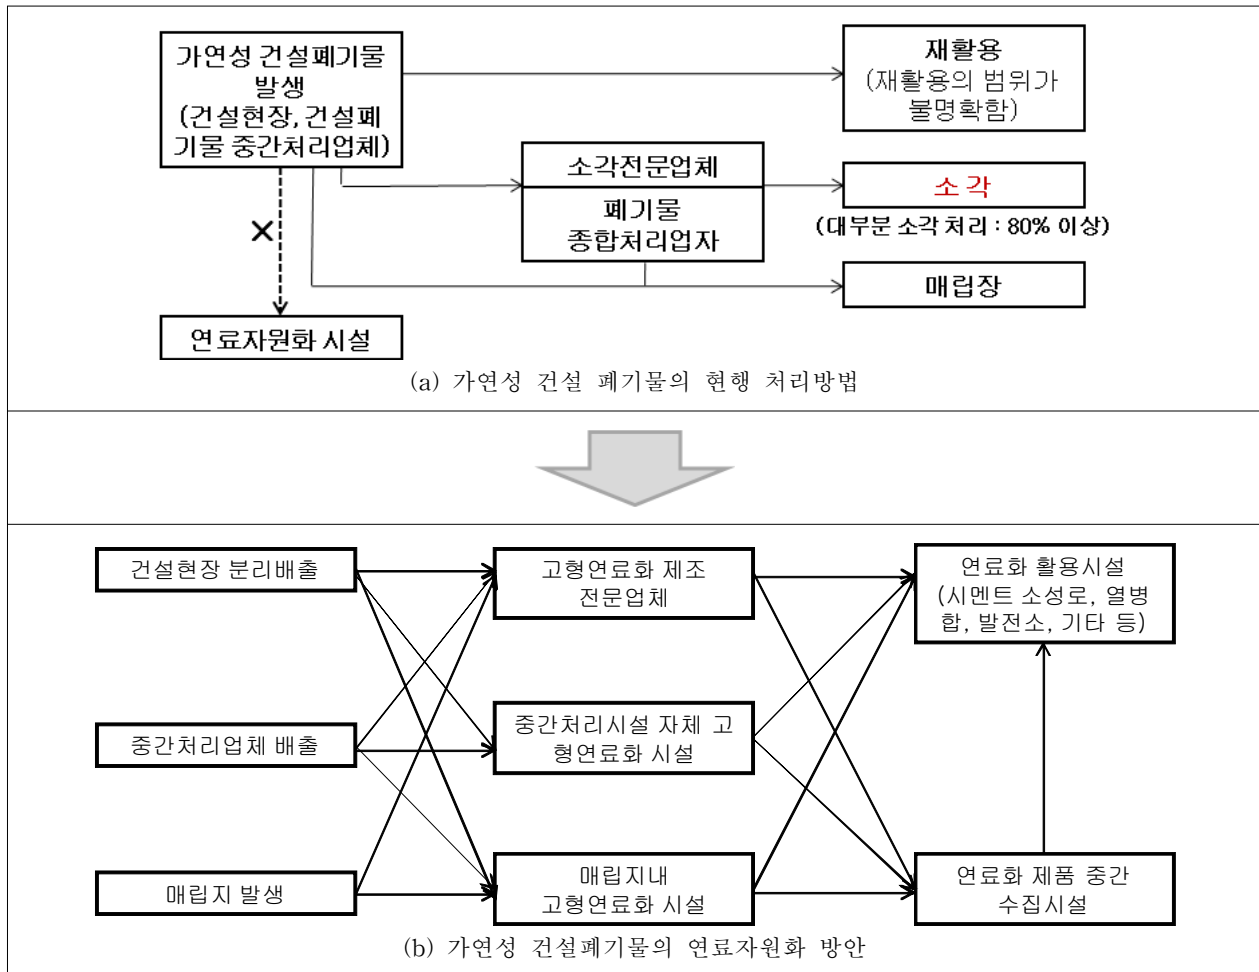 가연성 건설폐기물
발생
(건설현장, 건설폐
기물 중간처리업체)
재활용
(재활용의 범위가
불명확함)
소각전문업체
폐기물
종합처리업자
소 각
(대부분 소각 처리 : 80% 이상)
매립장
연료자원화 시설
(a) 가연성 건설 폐기물의 현행 처리방법
건설현장 분리배출
고형연료화 제조
전문업체
연료화 활용시설
(시멘트 소성로, 열병
합, 발전소, 기타 등)
중간처리업체 배출
중간처리시설 자체 고
형연료화 시설
매립지 발생
매립지내
고형연료화 시설
연료화 제품 중간
수집시설
(b) 가연성 건설폐기물의 연료자원화 방안